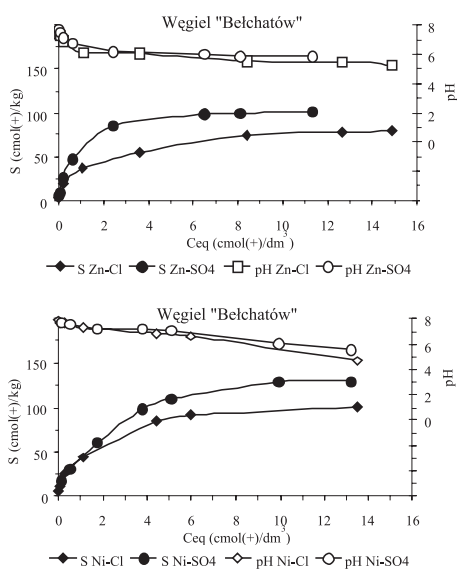 Węgiel "Bełchatów"
S (cmol(+)/kg)
150
100
50
0
8
6
4
2
0
pH
0 2 4 6 8 10 12 14 16
Ceq (cmol(+)/dm3)
S Zn-Cl S Zn-SO4 pH Zn-Cl pH Zn-SO4
Węgiel "Bełchatów"
S (cmol(+)/kg)
150
100
50
0
8
6
4
3
2
0
pH
0 2 4 6 8 10 12 14 16
Ceq (cmol(+)/dm3)
S Ni-Cl S Ni-SO4 pH Ni-Cl pH Ni-SO4